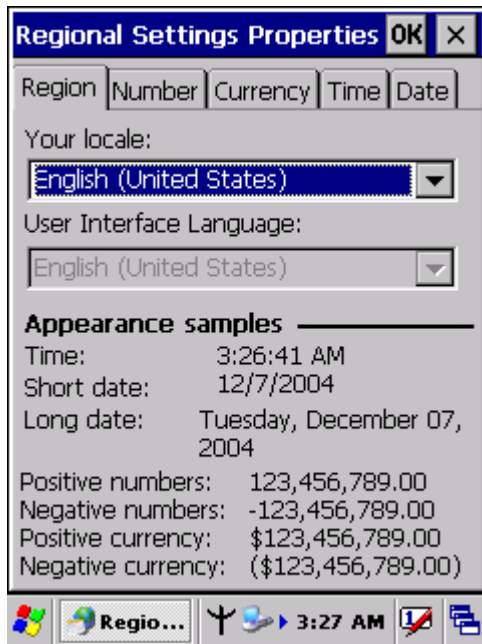 Regional Settings Properties OK ×
Region Number Currency Time Date
Your locale:
English (United States)
User Interface Language:
English (United States)
Appearance samples
Time: 3:26:41 AM
Short date: 12/7/2004
Long date: Tuesday, December 07,
2004
Positive numbers: 123,456,789.00
Negative numbers: -123,456,789.00
Positive currency: $123,456,789.00
Negative currency: ($123,456,789.00)
Regio... 3:27 AM